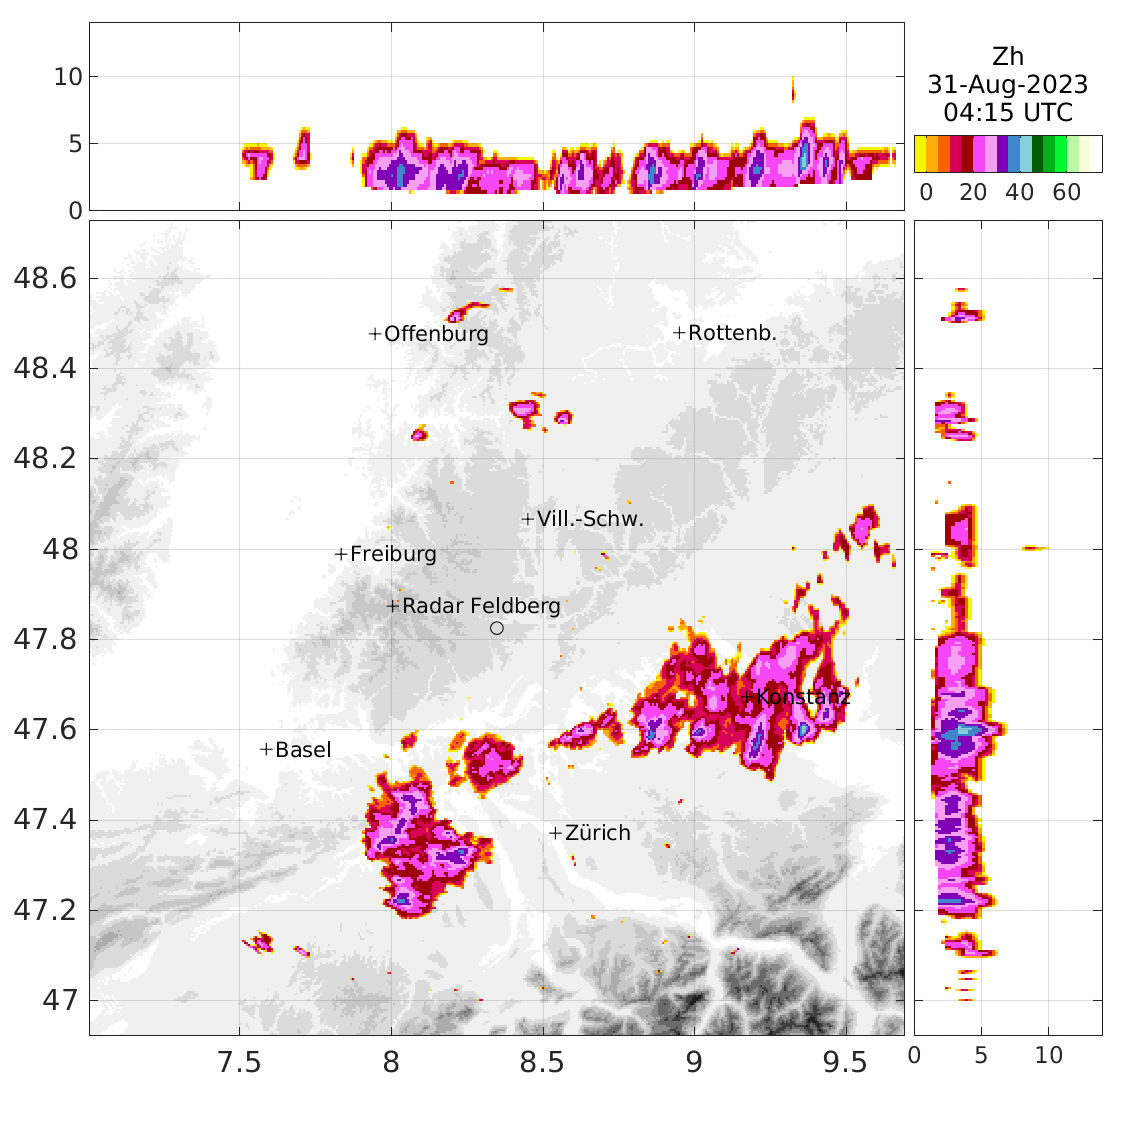 10
5
0
Zh
31-Aug-2023
04:15 UTC
0 20 40 60
48.6
48.4
48.2
48
47.8
47.6
47.4
47.2
47
+Offenburg
+Rottenb.
+Vill.-Schw.
+Freiburg
+Radar Feldberg
+Konstanz
+Basel
+Zürich
7.5 8 8.5 9 9.5
0 5 10